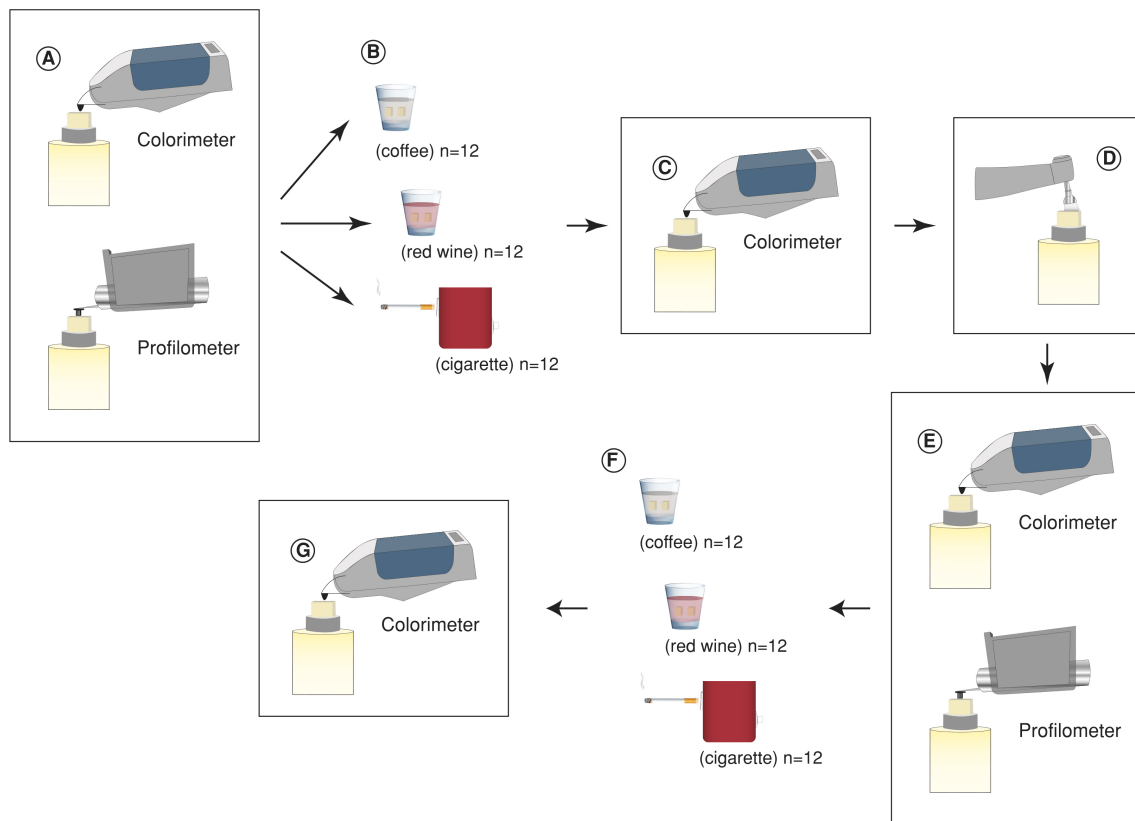 A
Colorimeter
Profilometer
B
(coffee) n=12
(red wine) n=12
(cigarette) n=12
C
Colorimeter
D
E
Colorimeter
Profilometer
F
(coffee) n=12
(red wine) n=12
(cigarette) n=12
G
Colorimeter